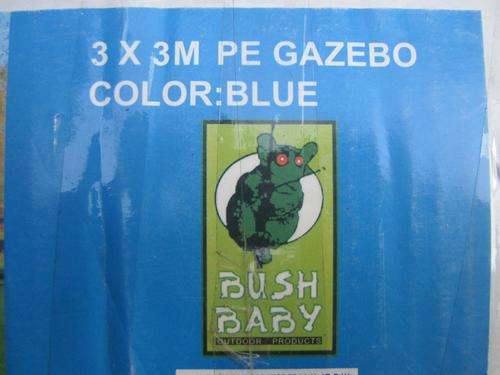 3 X 3M PE GAZEBO
COLOR:BLUE
BUSH
BABY
OUTDOOR PRODUCTS